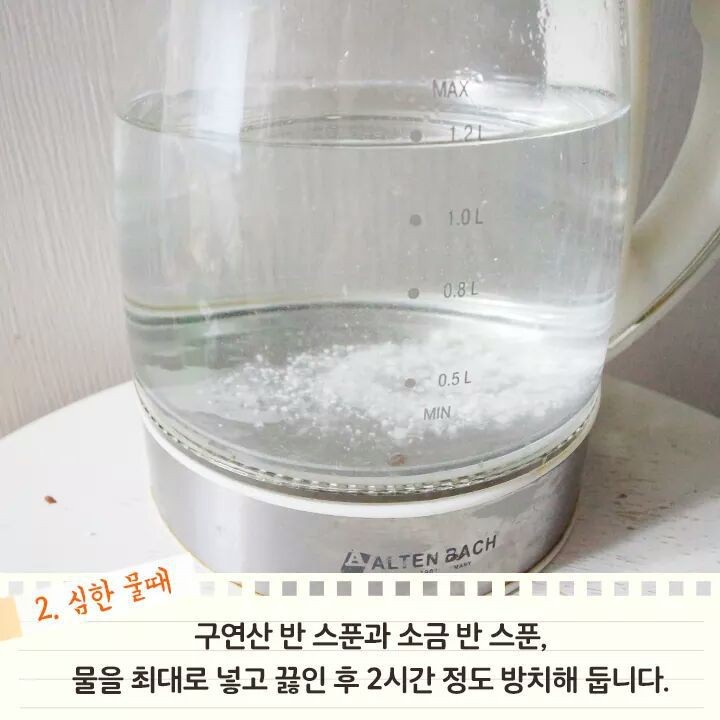 MAX
1.2 L
1.0 L
0.8 L
0.5 L
MIN
ALTEN BACH
2. 심한 물때
구연산 반 스푼과 소금 반 스푼,
물을 최대로 넣고 끓인 후 2시간 정도 방치해 둡니다.